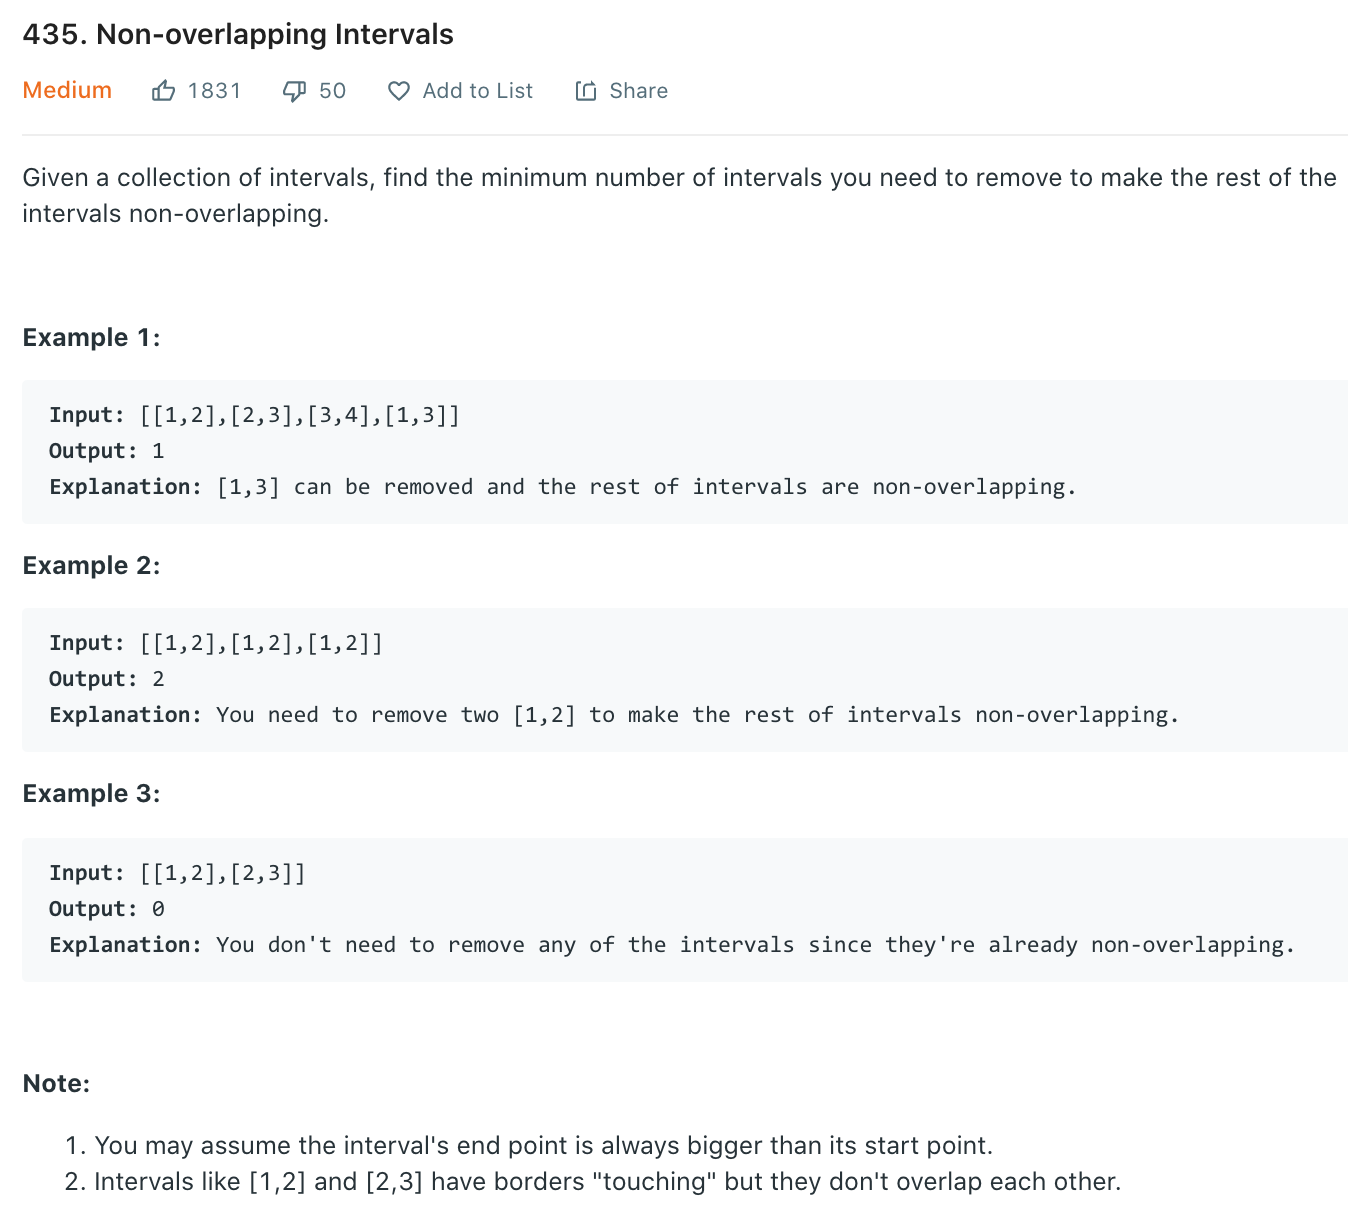 435. Non-overlapping Intervals
Medium 1831 50 Add to List Share
Given a collection of intervals, find the minimum number of intervals you need to remove to make the rest of the
intervals non-overlapping.
Example 1:
Input: [[1,2],[2,3],[3,4],[1,3]]
Output: 1
Explanation: [1,3] can be removed and the rest of intervals are non-overlapping.
Example 2:
Input: [[1,2],[1,2],[1,2]]
Output: 2
Explanation: You need to remove two [1,2] to make the rest of intervals non-overlapping.
Example 3:
Input: [[1,2],[2,3]]
Output: 0
Explanation: You don't need to remove any of the intervals since they're already non-overlapping.
Note:
1. You may assume the interval's end point is always bigger than its start point.
2. Intervals like [1,2] and [2,3] have borders "touching" but they don't overlap each other.